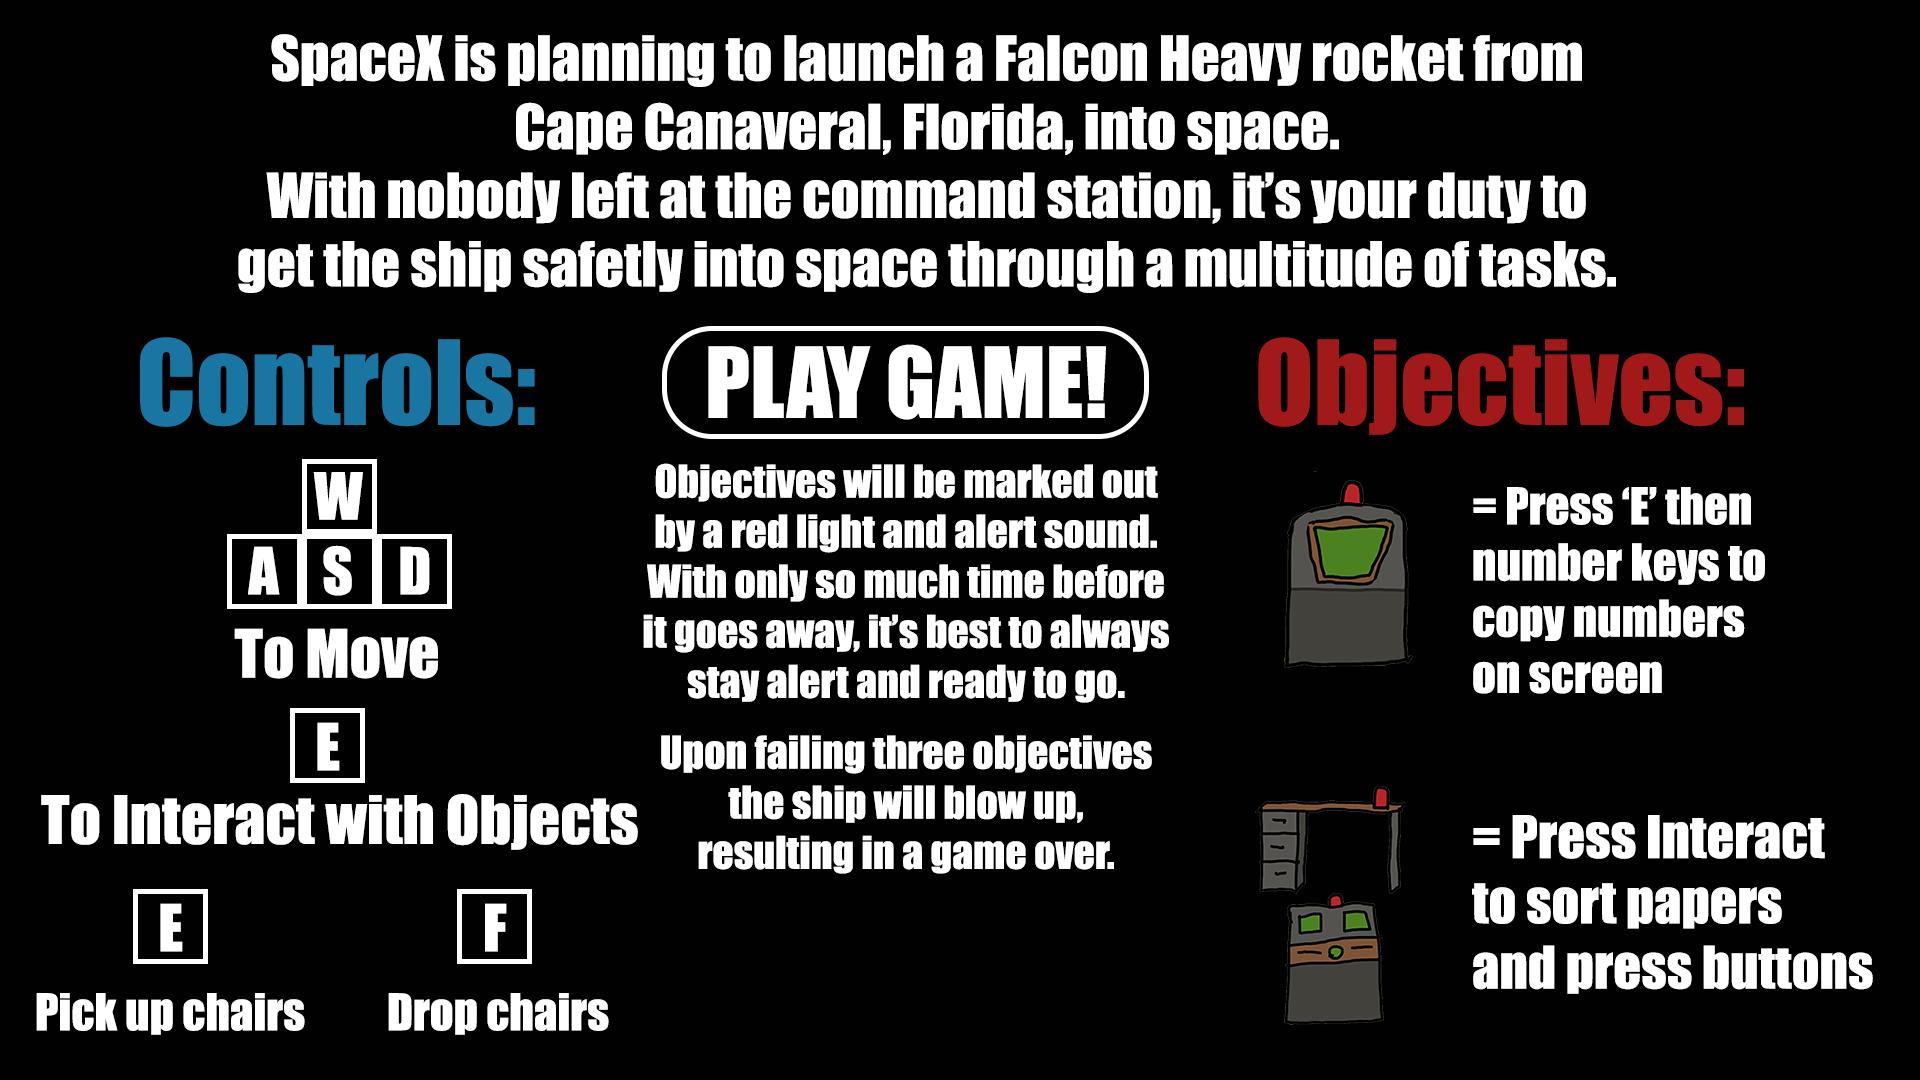 SpaceX is planning to launch a Falcon Heavy rocket from
Cape Canaveral, Florida, into space.
With nobody left at the command station, it’s your duty to
get the ship safetly into space through a multitude of tasks.
Controls:
W
A S D
To Move
E
To Interact with Objects
E
Pick up chairs
F
Drop chairs
PLAY GAME!
Objectives will be marked out
by a red light and alert sound.
With only so much time before
it goes away, it’s best to always
stay alert and ready to go.
Upon failing three objectives
the ship will blow up,
resulting in a game over.
Objectives:
= Press ‘E’ then
number keys to
copy numbers
on screen
= Press Interact
to sort papers
and press buttons